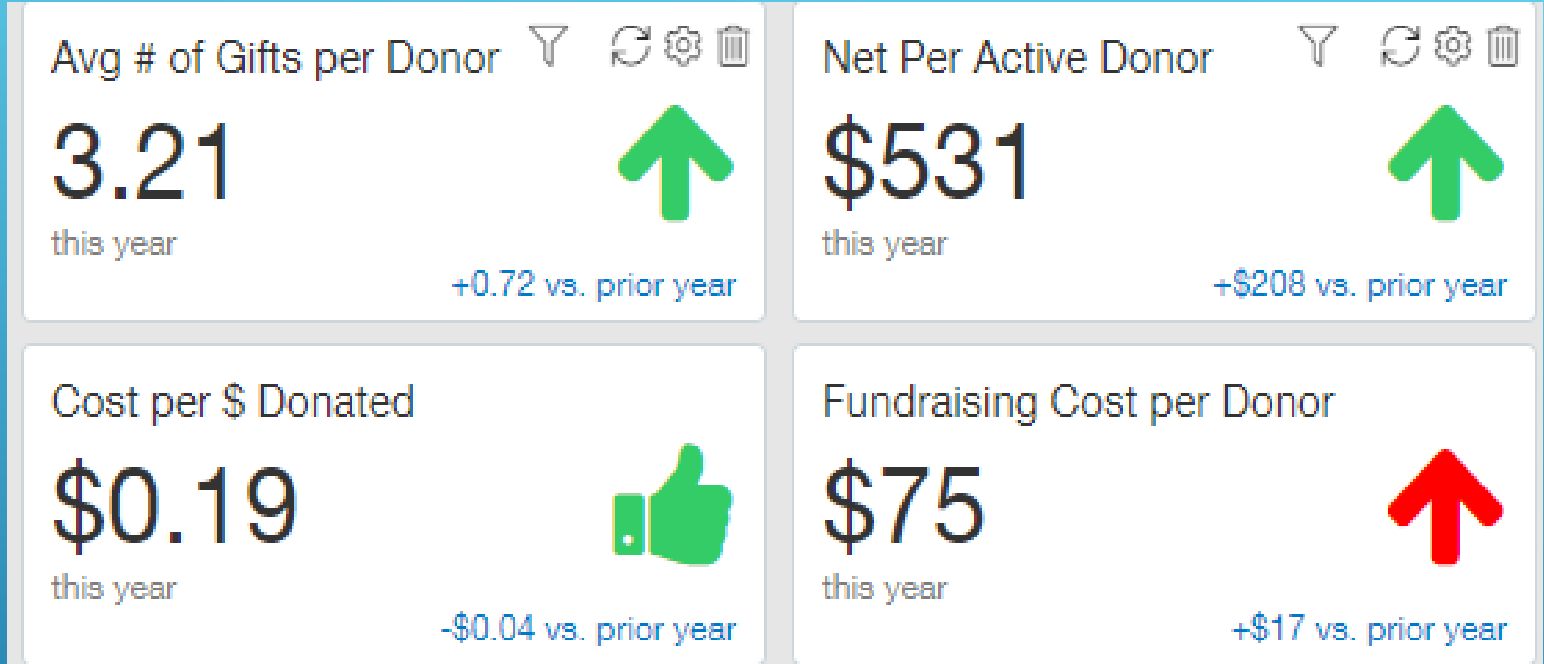 Avg # of Gifts per Donor
3.21
this year
+0.72 vs. prior year
Net Per Active Donor
$531
this year
+$208 vs. prior year
Cost per $ Donated
$0.19
this year
-$0.04 vs. prior year
Fundraising Cost per Donor
$75
this year
+$17 vs. prior year